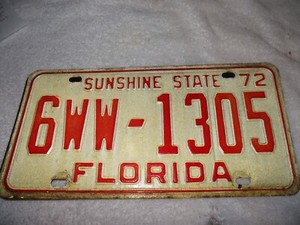 SUNSHINE STATE 72
6WW-1305
FLORIDA